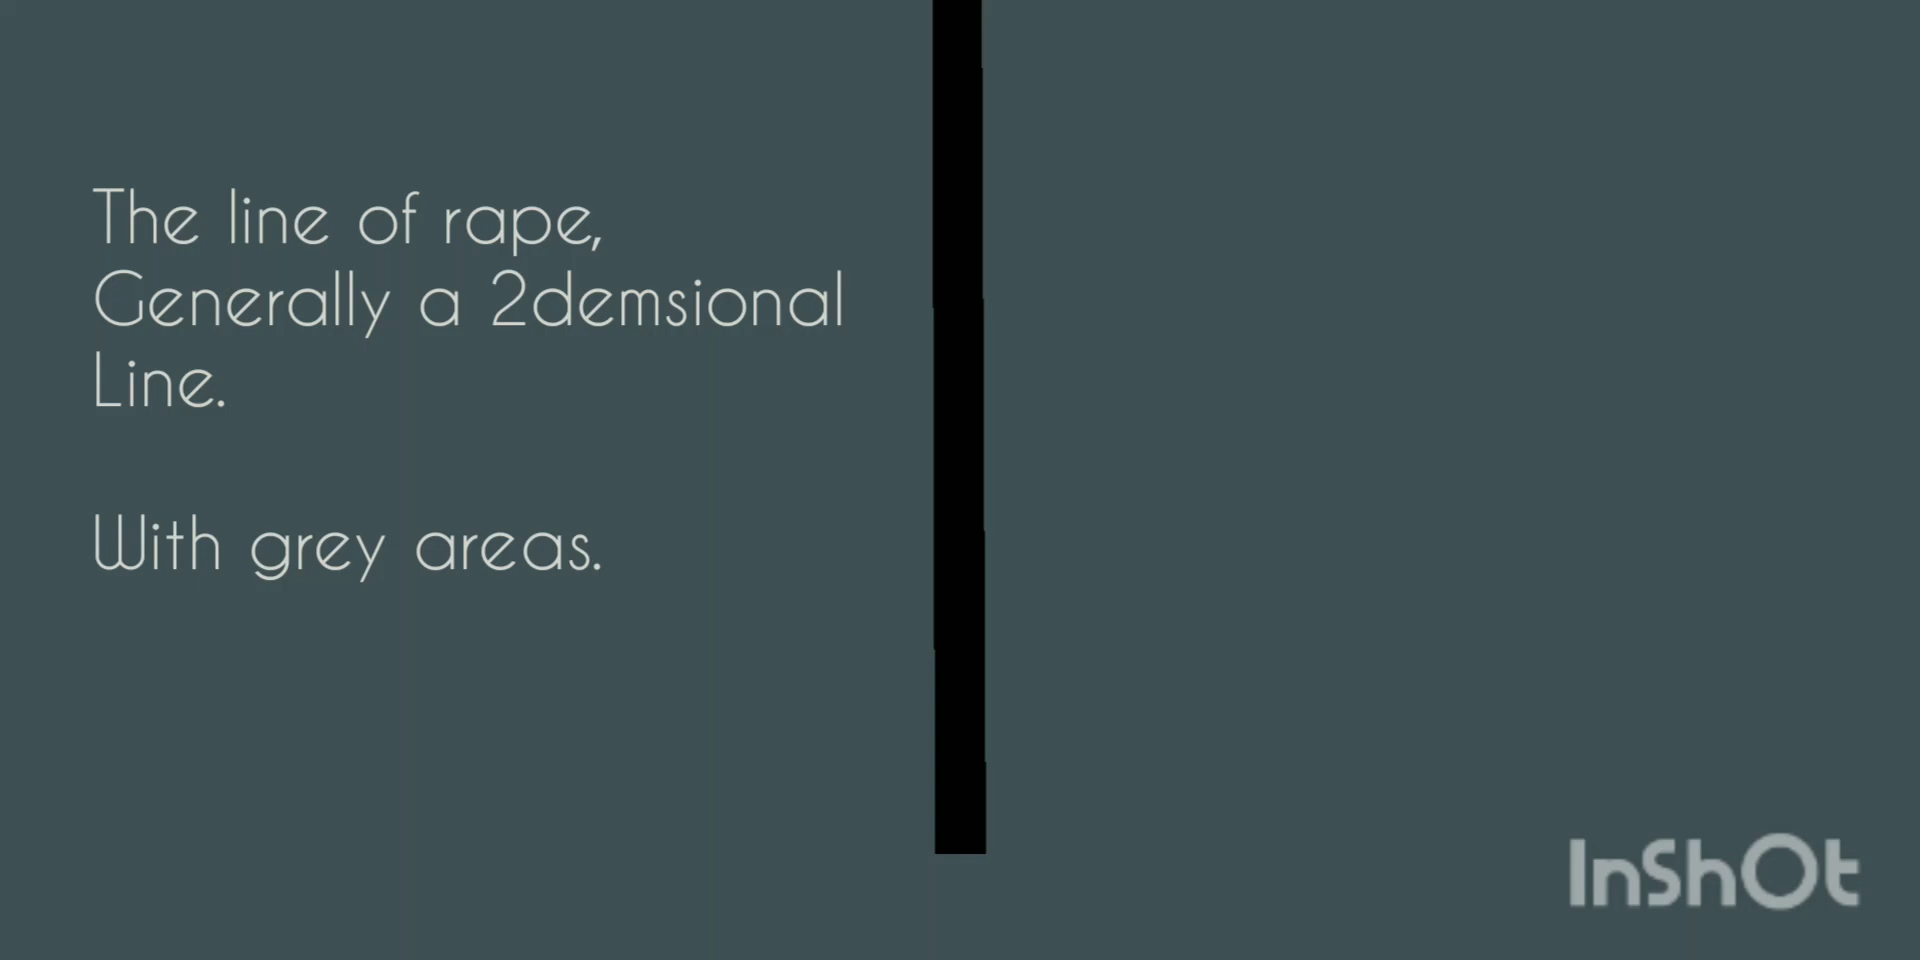 The line of rape,
Generally a 2demsional
Line.
With grey areas.
InShOt